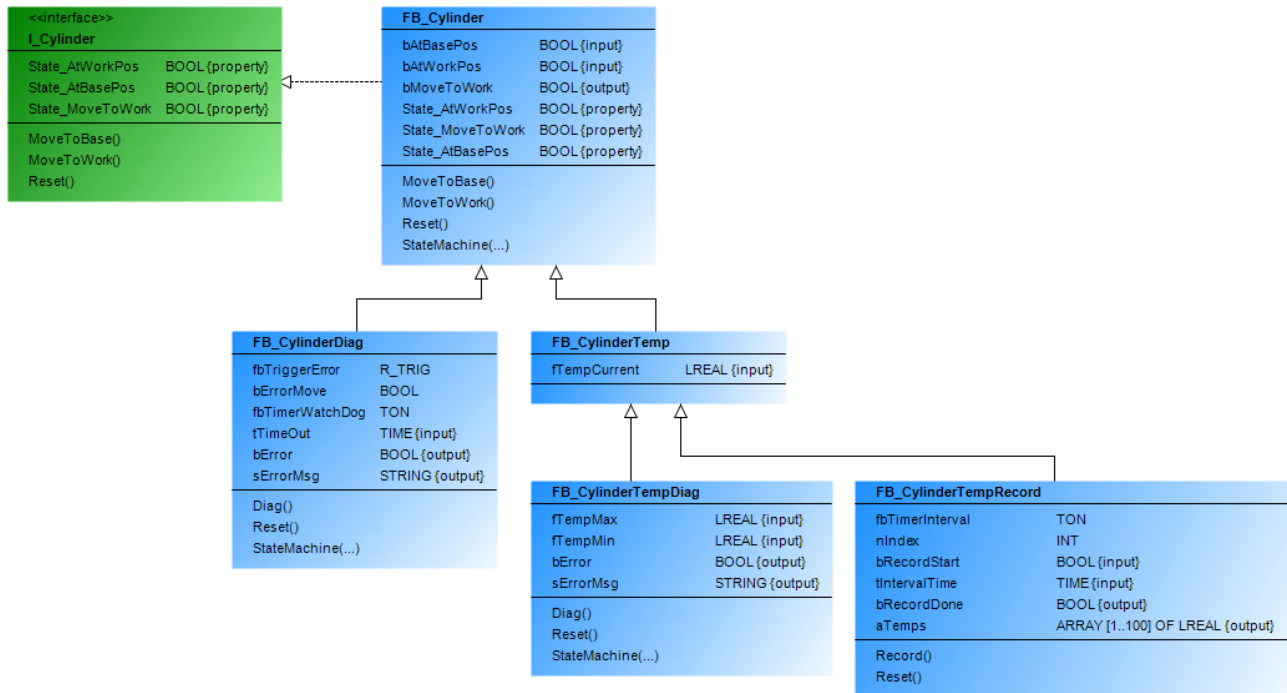 <<interface>>
I_Cylinder
State_AtWorkPos BOOL {property}
State_AtBasePos BOOL {property}
State_MoveToWork BOOL {property}
MoveToBase()
MoveToWork()
Reset()
FB_Cylinder
bAtBasePos BOOL {input}
bAtWorkPos BOOL {input}
bMoveToWork BOOL {output}
State_AtWorkPos BOOL {property}
State_MoveToWork BOOL {property}
State_AtBasePos BOOL {property}
MoveToBase()
MoveToWork()
Reset()
StateMachine(...)
FB_CylinderDiag
fbTriggerError R_TRIG
bErrorMove BOOL
fbTimerWatchDog TON
tTimeOut TIME {input}
bError BOOL {output}
sErrorMsg STRING {output}
Diag()
Reset()
StateMachine(...)
FB_CylinderTemp
fTempCurrent LREAL {input}
FB_CylinderTempDiag
fTempMax LREAL {input}
fTempMin LREAL {input}
bError BOOL {output}
sErrorMsg STRING {output}
Diag()
Reset()
StateMachine(...)
FB_CylinderTempRecord
fbTimerInterval TON
nIndex INT
bRecordStart BOOL {input}
tIntervalTime TIME {input}
bRecordDone BOOL {output}
aTemps ARRAY [1..100] OF LREAL {output}
Record()
Reset()